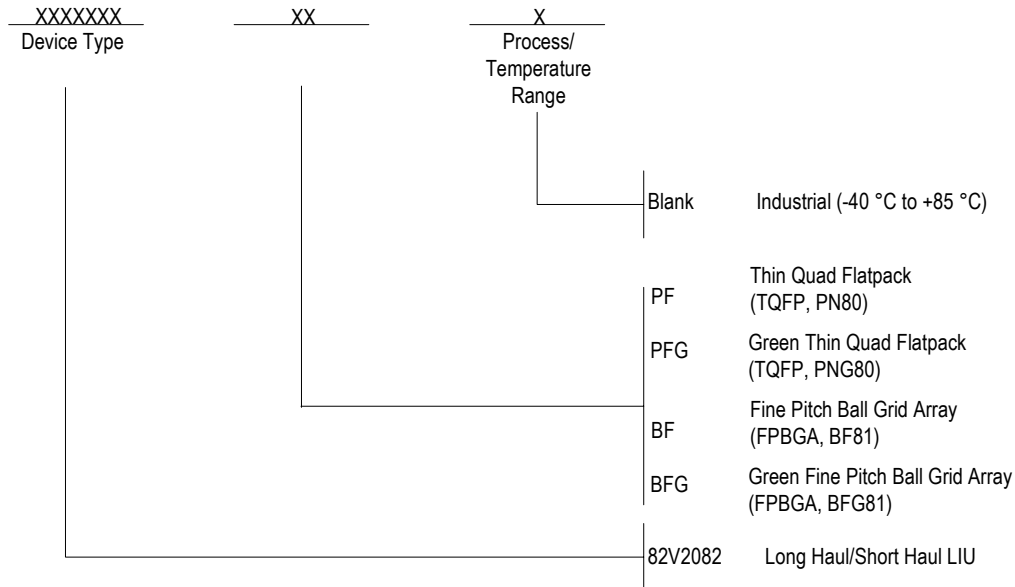 XXXXXXX XX X
Device Type Process/
Temperature
Range
Blank Industrial (-40 °C to +85 °C)
PF Thin Quad Flatpack
(TQFP, PN80)
PFG Green Thin Quad Flatpack
(TQFP, PNG80)
BF Fine Pitch Ball Grid Array
(FPBGA, BF81)
BFG Green Fine Pitch Ball Grid Array
(FPBGA, BFG81)
82V2082 Long Haul/Short Haul LIU